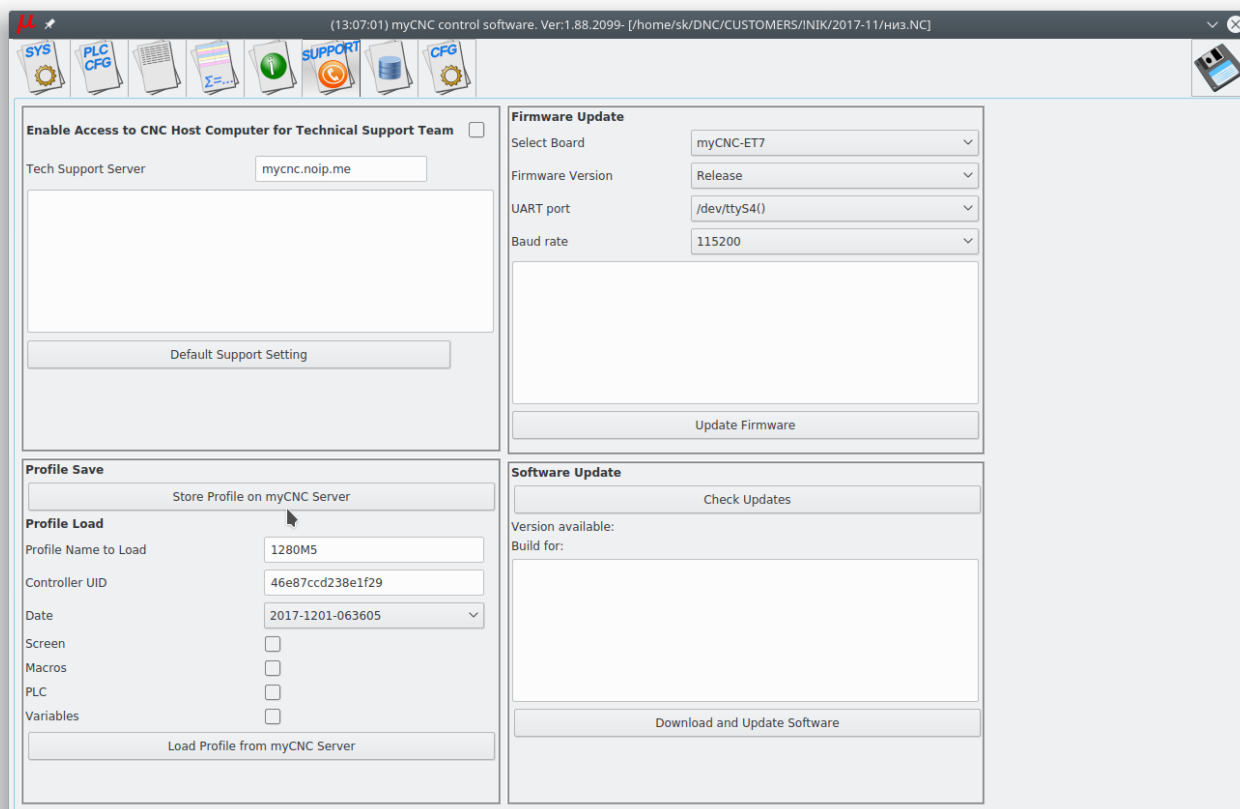 μ (13:07:01) myCNC control software. Ver:1.88.2099- [/home/sk/DNC/CUSTOMERS/!NIK/2017-11/низ.NC]
SYS PLC CFG Σ=... i SUPPORT CFG
Enable Access to CNC Host Computer for Technical Support Team
Tech Support Server mycnc.noip.me
Default Support Setting
Profile Save
Store Profile on myCNC Server
Profile Load
Profile Name to Load 1280M5
Controller UID 46e87ccd238e1f29
Date 2017-1201-063605
Screen
Macros
PLC
Variables
Load Profile from myCNC Server
Firmware Update
Select Board myCNC-ET7
Firmware Version Release
UART port /dev/ttyS4()
Baud rate 115200
Update Firmware
Software Update
Check Updates
Version available:
Build for:
Download and Update Software